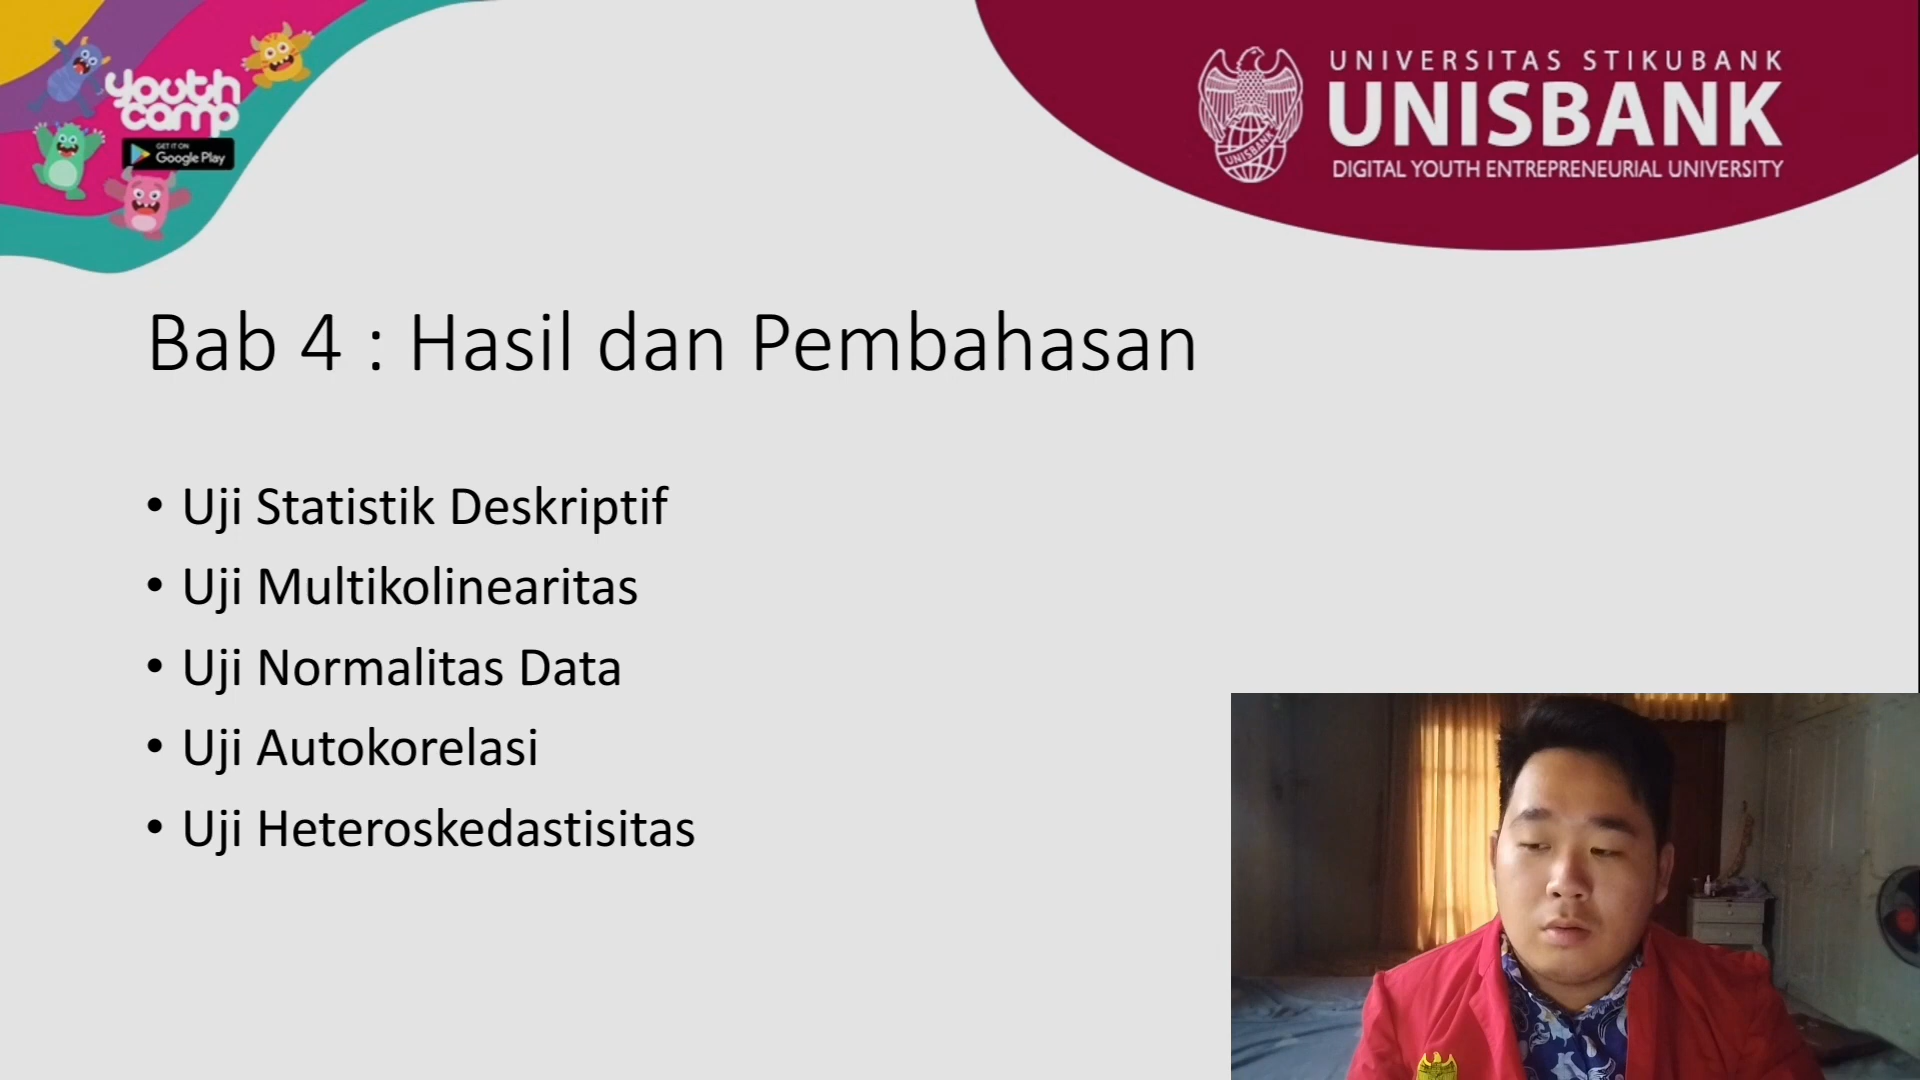 youth
camp
GET IT ON
Google Play
UNIVERSITAS STIKUBANK
UNISBANK
DIGITAL YOUTH ENTREPRENEURIAL UNIVERSITY
UNISBANK
Bab 4 : Hasil dan Pembahasan
• Uji Statistik Deskriptif
• Uji Multikolinearitas
• Uji Normalitas Data
• Uji Autokorelasi
• Uji Heteroskedastisitas